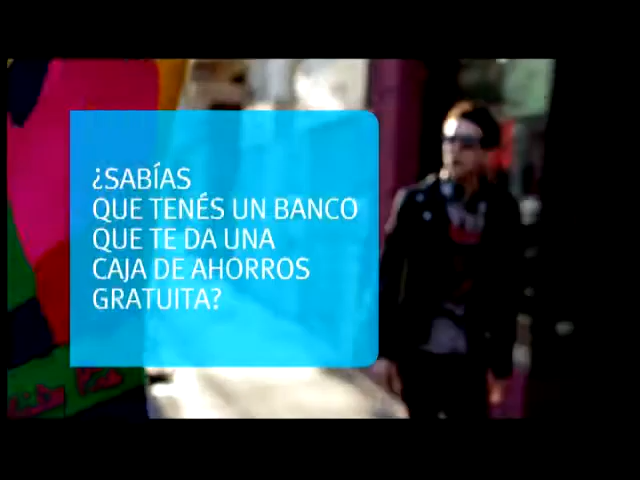 ¿SABÍAS
QUE TENÉS UN BANCO
QUE TE DA UNA
CAJA DE AHORROS
GRATUITA?